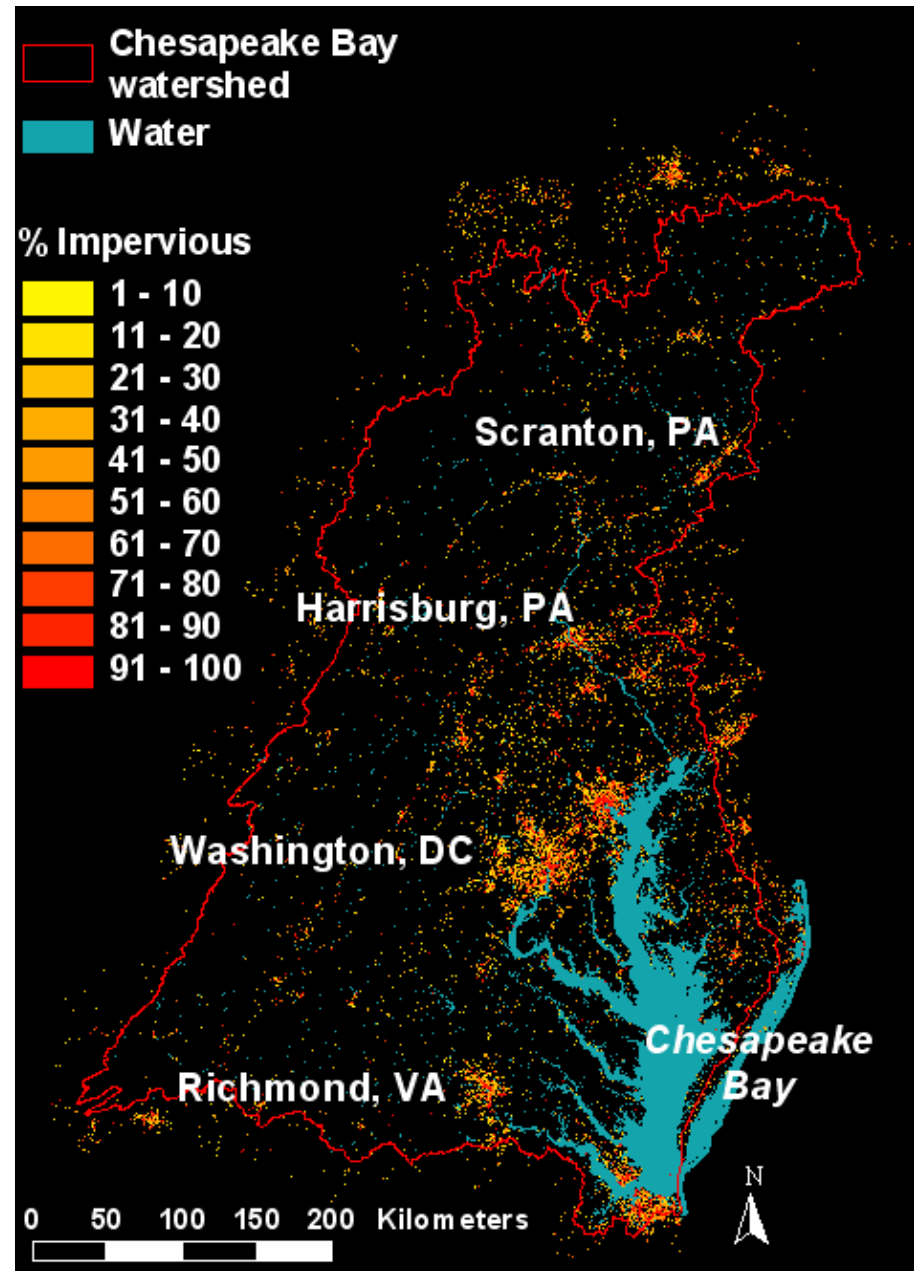 Chesapeake Bay
watershed
Water
% Impervious
1 - 10
11 - 20
21 - 30
31 - 40
41 - 50
51 - 60
61 - 70
71 - 80
81 - 90
91 - 100
Scranton, PA
Harrisburg, PA
Washington, DC
Chesapeake
Bay
Richmond, VA
N
0 50 100 150 200 Kilometers